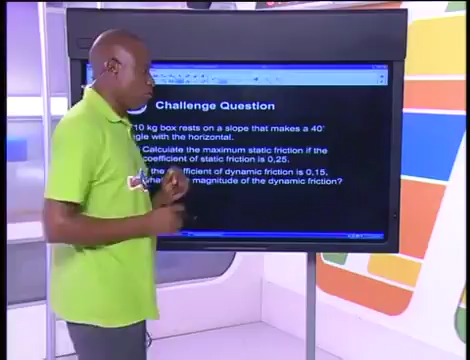 Challenge Question
10 kg box rests on a slope that makes a 40°
with the horizontal.
Calculate the maximum static friction if the
coefficient of static friction is 0,25.
the coefficient of dynamic friction is 0,15,
magnitude of the dynamic friction?